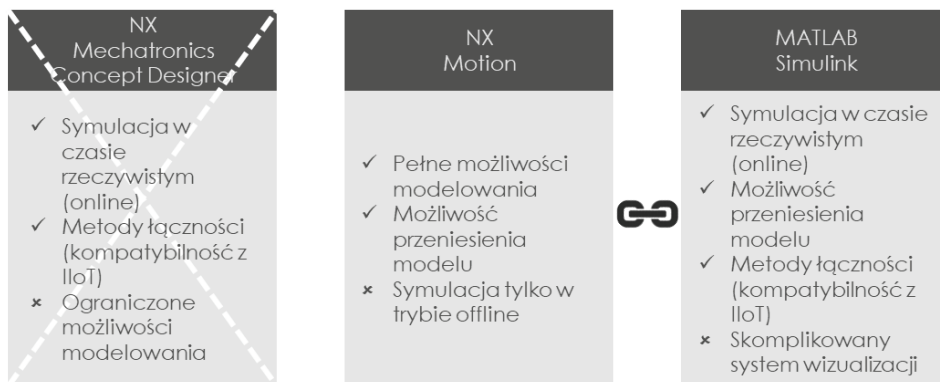 NX
Mechatronics
Concept Designer
✓ Symulacja w
czasie
rzeczywistym
(online)
✓ Metody łączności
(kompatybilność z
IIoT)
× Ograniczone
możliwości
modelowania
NX
Motion
✓ Pełne możliwości
modelowania
✓ Możliwość
przeniesienia
modelu
× Symulacja tylko w
trybie offline
MATLAB
Simulink
✓ Symulacja w czasie
rzeczywistym
(online)
✓ Możliwość
przeniesienia
modelu
✓ Metody łączności
(kompatybilność z
IIoT)
× Skomplikowany
system wizualizacji